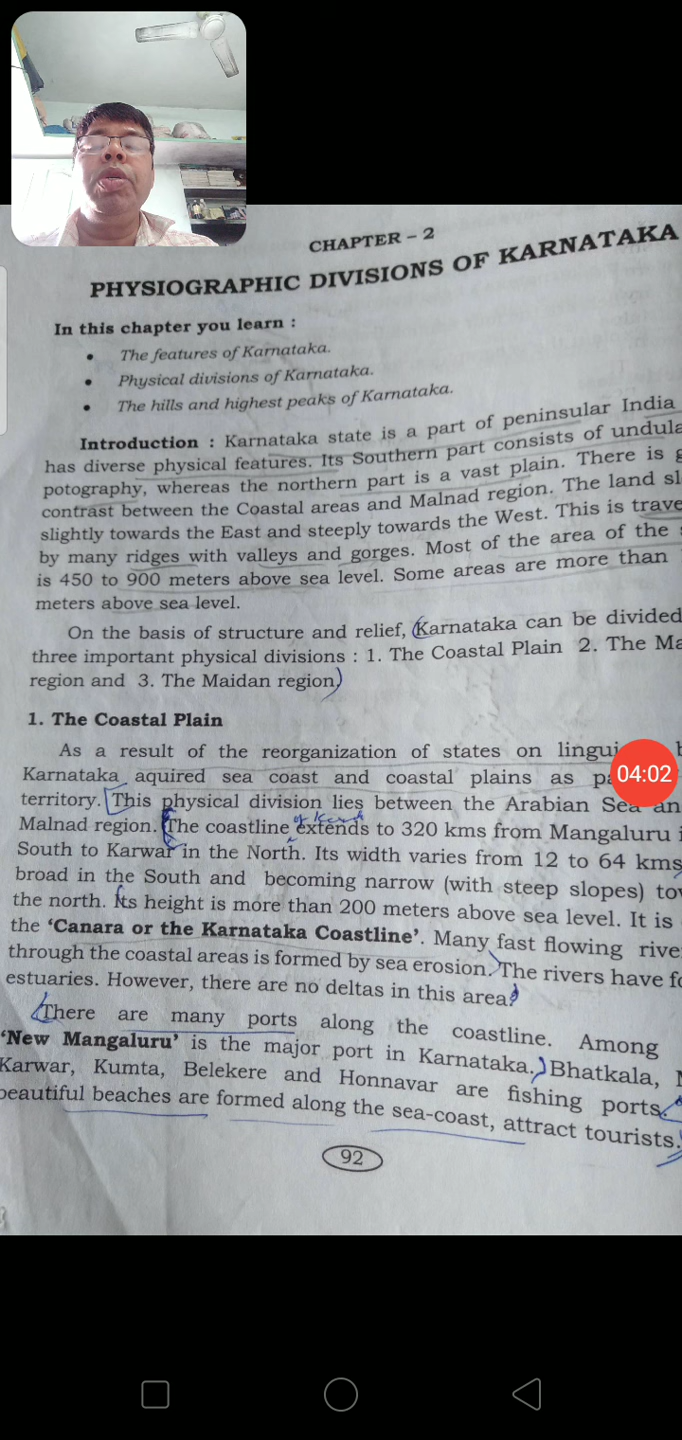 CHAPTER – 2
PHYSIOGRAPHIC DIVISIONS OF KARNATAKA
In this chapter you learn :
• The features of Karnataka.
• Physical divisions of Karnataka.
• The hills and highest peaks of Karnataka.
Introduction : Karnataka state is a part of peninsular India
has diverse physical features. Its Southern part consists of undula
potography, whereas the northern part is a vast plain. There is g
contrast between the Coastal areas and Malnad region. The land sl
slightly towards the East and steeply towards the West. This is trave
by many ridges with valleys and gorges. Most of the area of the
is 450 to 900 meters above sea level. Some areas are more than
meters above sea level.
On the basis of structure and relief, Karnataka can be divided
three important physical divisions : 1. The Coastal Plain 2. The Ma
region and 3. The Maidan region
1. The Coastal Plain
As a result of the reorganization of states on lingui
Karnataka aquired sea coast and coastal plains as pa
04:02
territory. This physical division lies between the Arabian Sea an
Malnad region. The coastline extends to 320 kms from Mangaluru i
South to Karwar in the North. Its width varies from 12 to 64 kms
broad in the South and becoming narrow (with steep slopes) tow
the north. Its height is more than 200 meters above sea level. It is
the ‘Canara or the Karnataka Coastline’. Many fast flowing rive
through the coastal areas is formed by sea erosion. The rivers have fo
estuaries. However, there are no deltas in this area.
There are many ports along the coastline. Among
‘New Mangaluru’ is the major port in Karnataka. Bhatkala, M
Karwar, Kumta, Belekere and Honnavar are fishing ports.
beautiful beaches are formed along the sea-coast, attract tourists.
92